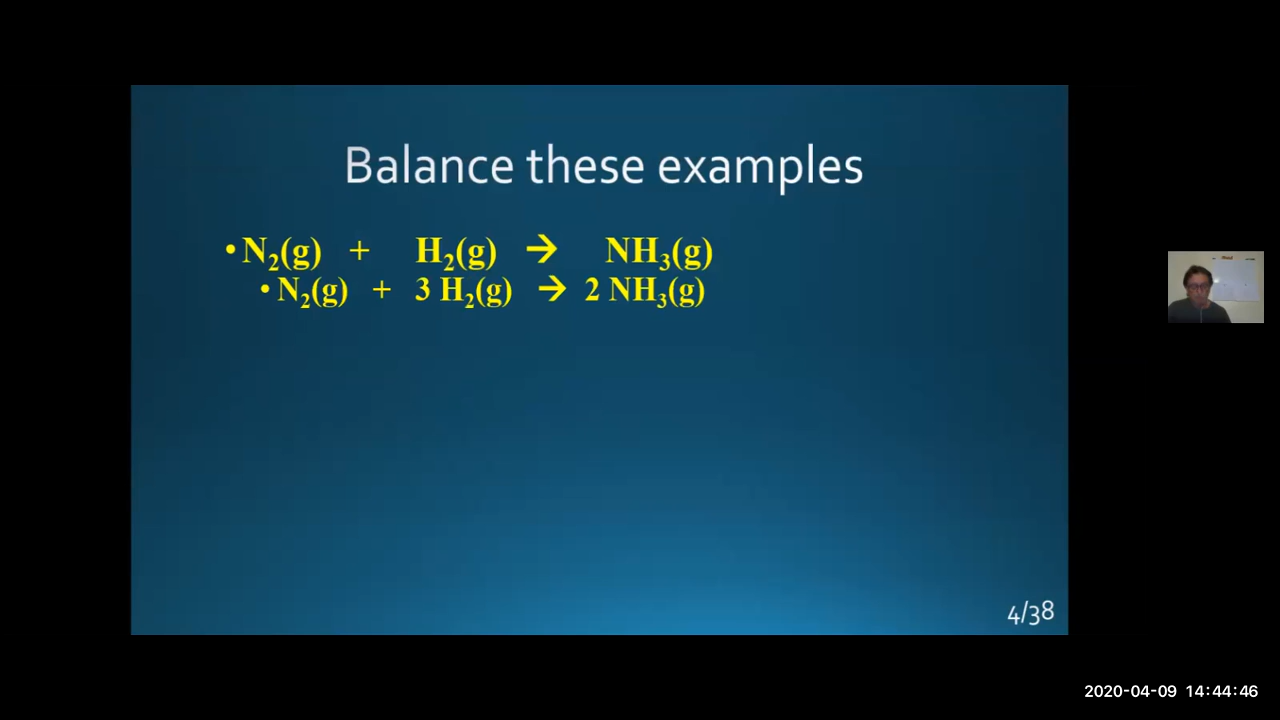 Balance these examples
•N₂(g) + H₂(g) → NH₃(g)
•N₂(g) + 3 H₂(g) → 2 NH₃(g)
4/38
2020-04-09 14:44:46